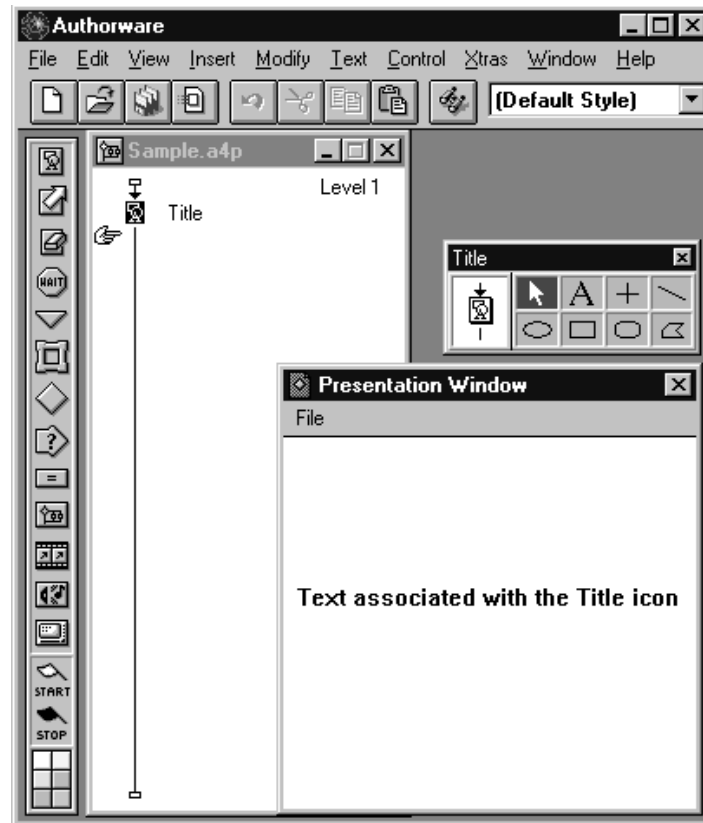 Authorware
File Edit View Insert Modify Text Control Xtras Window Help
(Default Style)
Sample.a4p
Level 1
Title
WAIT
?
=
START
STOP
Title
A
Presentation Window
File
Text associated with the Title icon